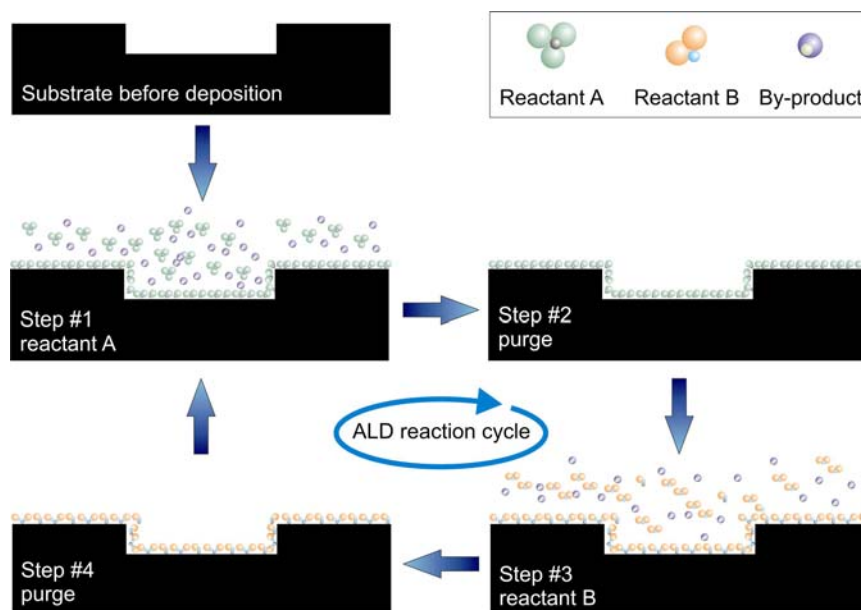 Substrate before deposition
Reactant A
Reactant B
By-product
Step #1
reactant A
Step #2
purge
ALD reaction cycle
Step #4
purge
Step #3
reactant B